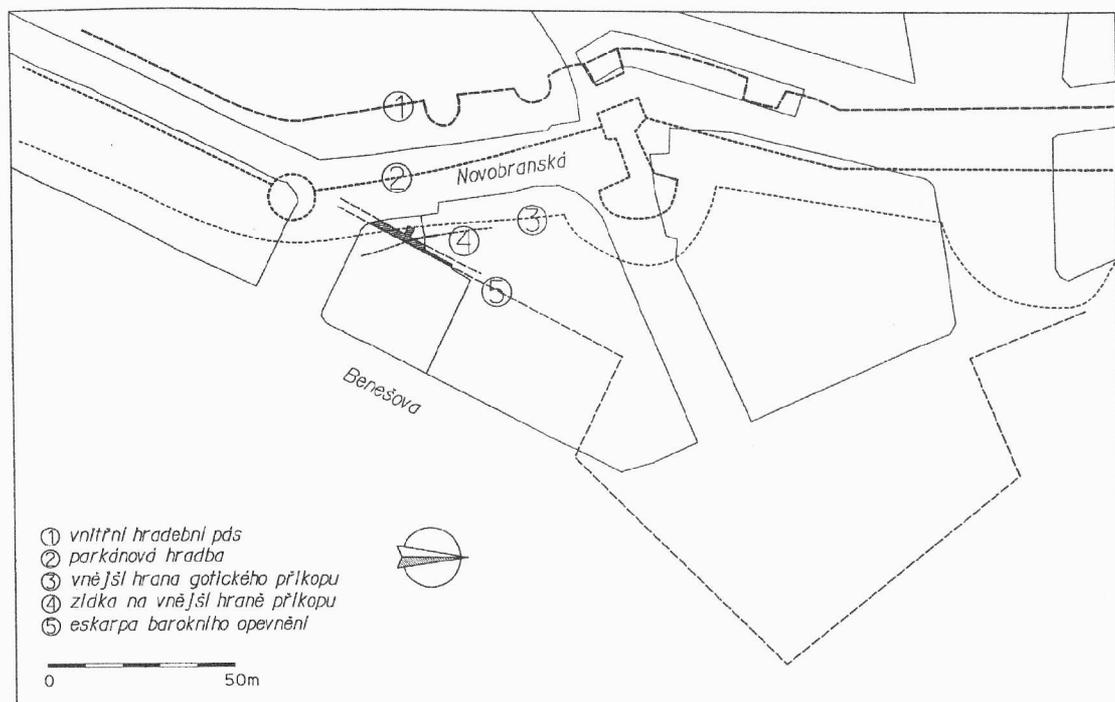 1
2
Novobranská
3
4
5
Benešova
1 vnitřní hradební pás
2 parkánová hradba
3 vnější hrana gotického příkopu
4 zídka na vnější hraně příkopu
5 eskarpa barokního opevnění
0 50m